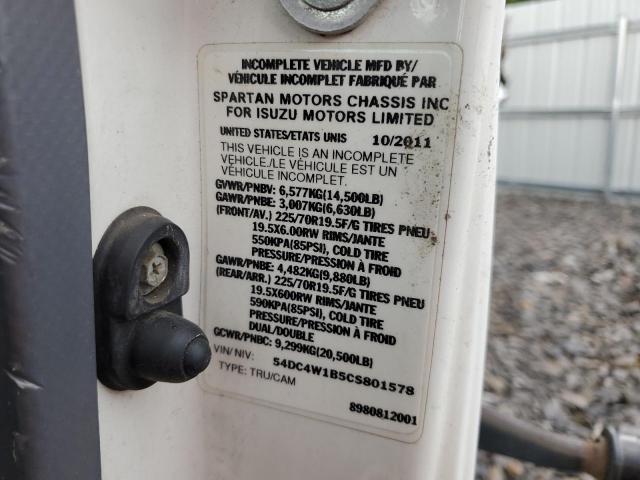 INCOMPLETE VEHICLE MFD BY/
VÉHICULE INCOMPLET FABRIQUÉ PAR
SPARTAN MOTORS CHASSIS INC
FOR ISUZU MOTORS LIMITED
UNITED STATES/ETATS UNIS 10/2011
THIS VEHICLE IS AN INCOMPLETE
VEHICLE./LE VÉHICULE EST UN
VÉHICULE INCOMPLET.
GVWR/PNBV: 6,577KG(14,500LB)
GAWR/PNBE: 3,007KG(6,630LB)
(FRONT/AV.) 225/70R19.5F/G TIRES PNEU
19.5X6.00RW RIMS/JANTE
550KPA(85PSI), COLD TIRE
PRESSURE/PRESSION À FROID
GAWR/PNBE: 4,482KG(9,880LB)
(REAR/ARR.) 225/70R19.5F/G TIRES PNEU
19.5X600RW RIMS/JANTE
590KPA(85PSI), COLD TIRE
PRESSURE/PRESSION À FROID
DUAL/DOUBLE
GCWR/PNBC: 9,299KG(20,500LB)
VIN/NIV: 54DC4W1B5CS801578
TYPE: TRU/CAM
8980812001